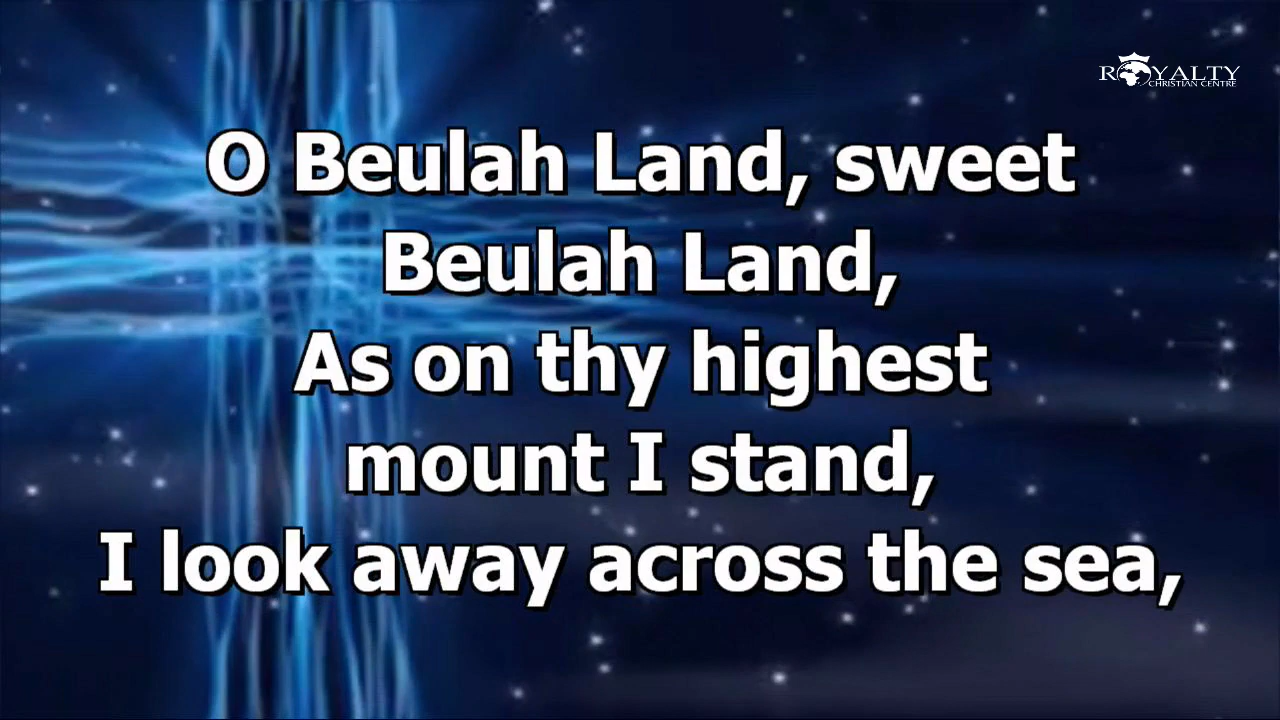 ROYALTY
CHRISTIAN CENTRE
O Beulah Land, sweet
Beulah Land,
As on thy highest
mount I stand,
I look away across the sea,